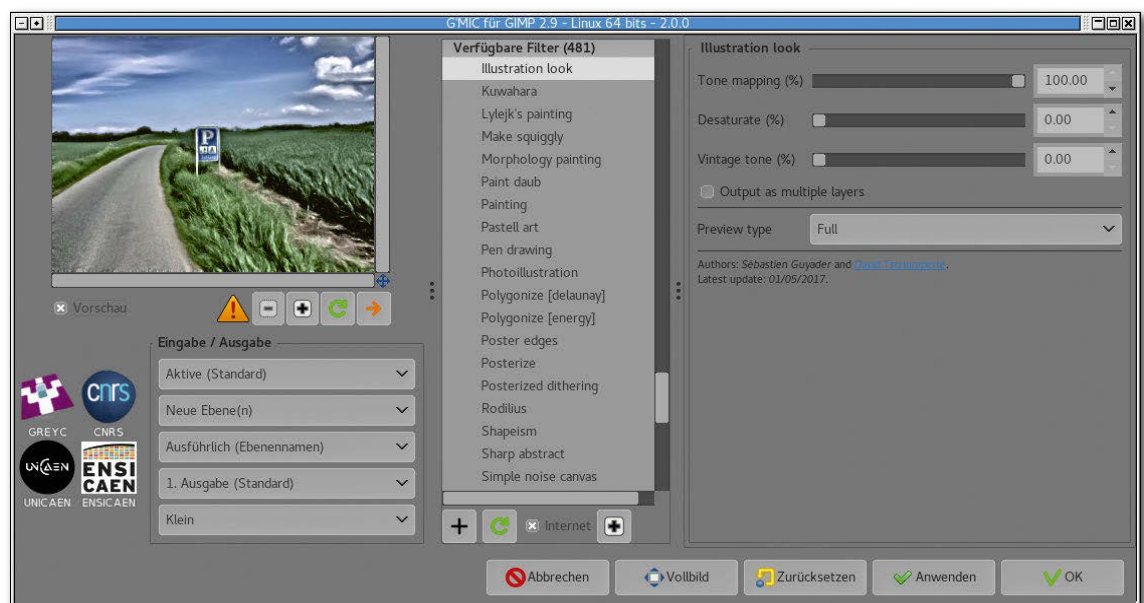 G'MIC für GIMP 2.9 - Linux 64 bits - 2.0.0
P
Vorschau
Eingabe / Ausgabe
Aktive (Standard)
Neue Ebene(n)
Ausführlich (Ebenennamen)
1. Ausgabe (Standard)
Klein
cnrs
GREYC
CNRS
UNICAEN
ENSI
CAEN
UNICAEN
ENSICAEN
Verfügbare Filter (481)
Illustration look
Kuwahara
Lylejk's painting
Make squiggly
Morphology painting
Paint daub
Painting
Pastell art
Pen drawing
Photoillustration
Polygonize [delaunay]
Polygonize [energy]
Poster edges
Posterize
Posterized dithering
Rodilius
Shapeism
Sharp abstract
Simple noise canvas
Internet
Illustration look
Tone mapping (%) 100.00
Desaturate (%) 0.00
Vintage tone (%) 0.00
Output as multiple layers
Preview type Full
Authors: Sébastien Guyader and David Tschumperlé.
Latest update: 01/05/2017.
Abbrechen
Vollbild
Zurücksetzen
Anwenden
OK